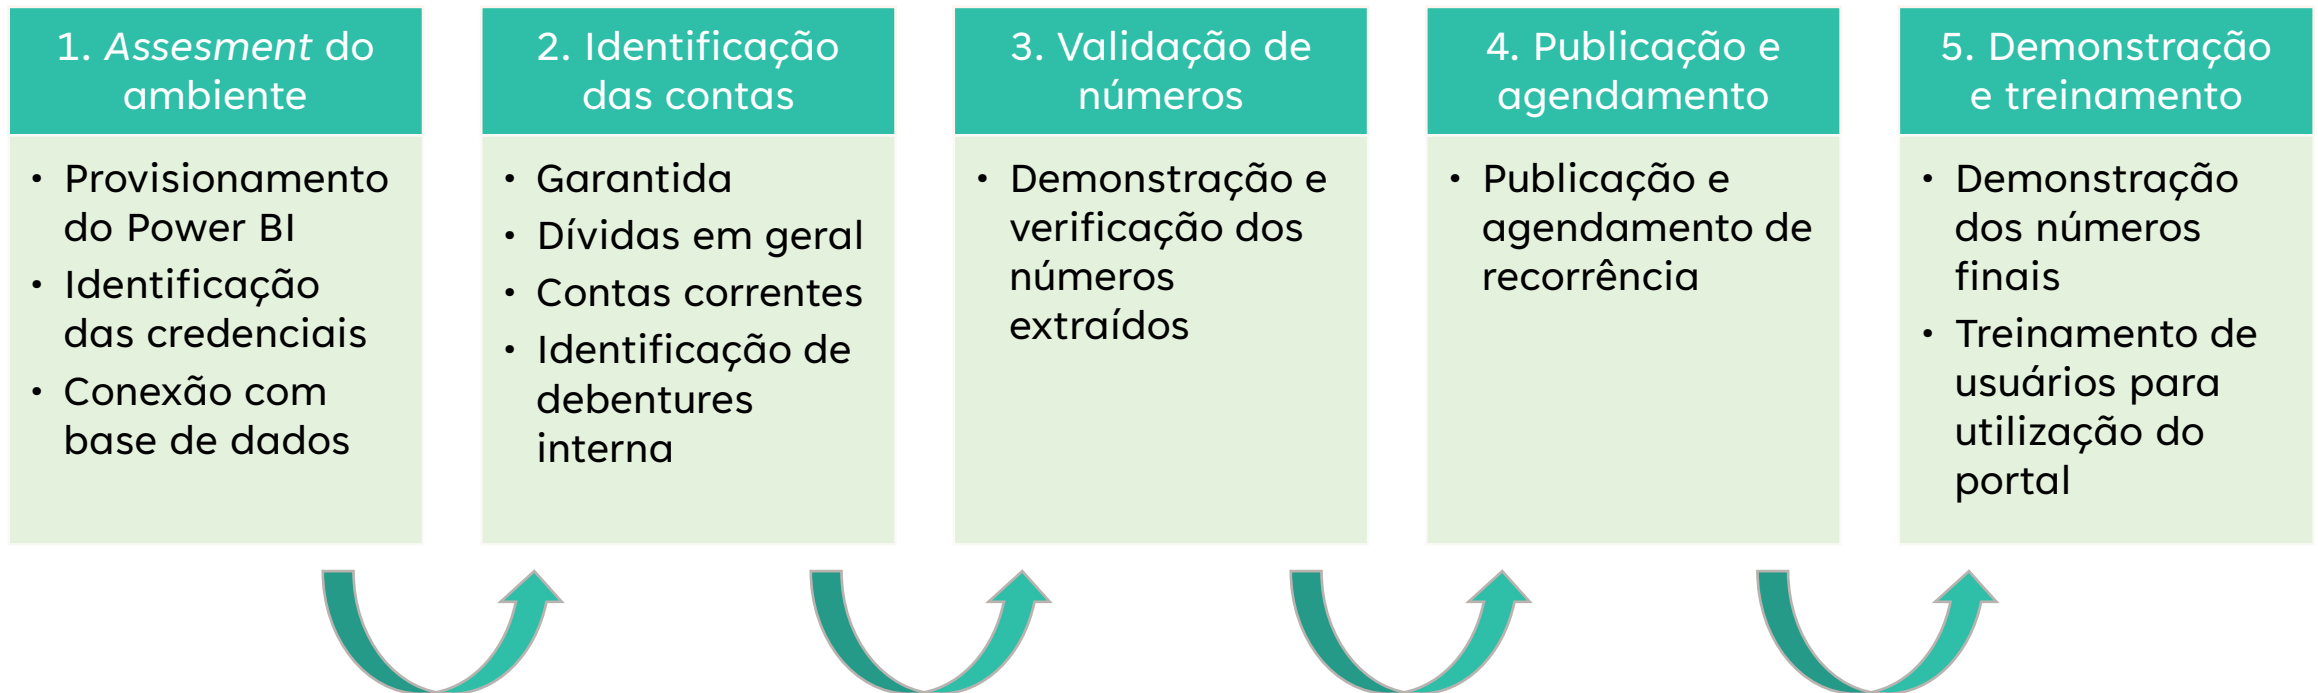 1. Assesment do
ambiente
• Provisionamento
do Power BI
• Identificação
das credenciais
• Conexão com
base de dados
2. Identificação
das contas
• Garantida
• Dívidas em geral
• Contas correntes
• Identificação de
debentures
interna
3. Validação de
números
• Demonstração e
verificação dos
números
extraídos
4. Publicação e
agendamento
• Publicação e
agendamento de
recorrência
5. Demonstração
e treinamento
• Demonstração
dos números
finais
• Treinamento de
usuários para
utilização do
portal